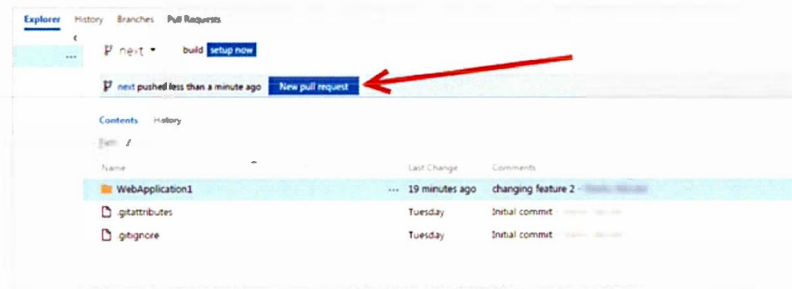 Explorer History Branches Pull Requests
next build setup now
next pushed less than a minute ago New pull request
Contents History
/
Name Last Change Comments
WebApplication1 ... 19 minutes ago changing feature 2 -
.gitattributes Tuesday Initial commit
.gitignore Tuesday Initial commit